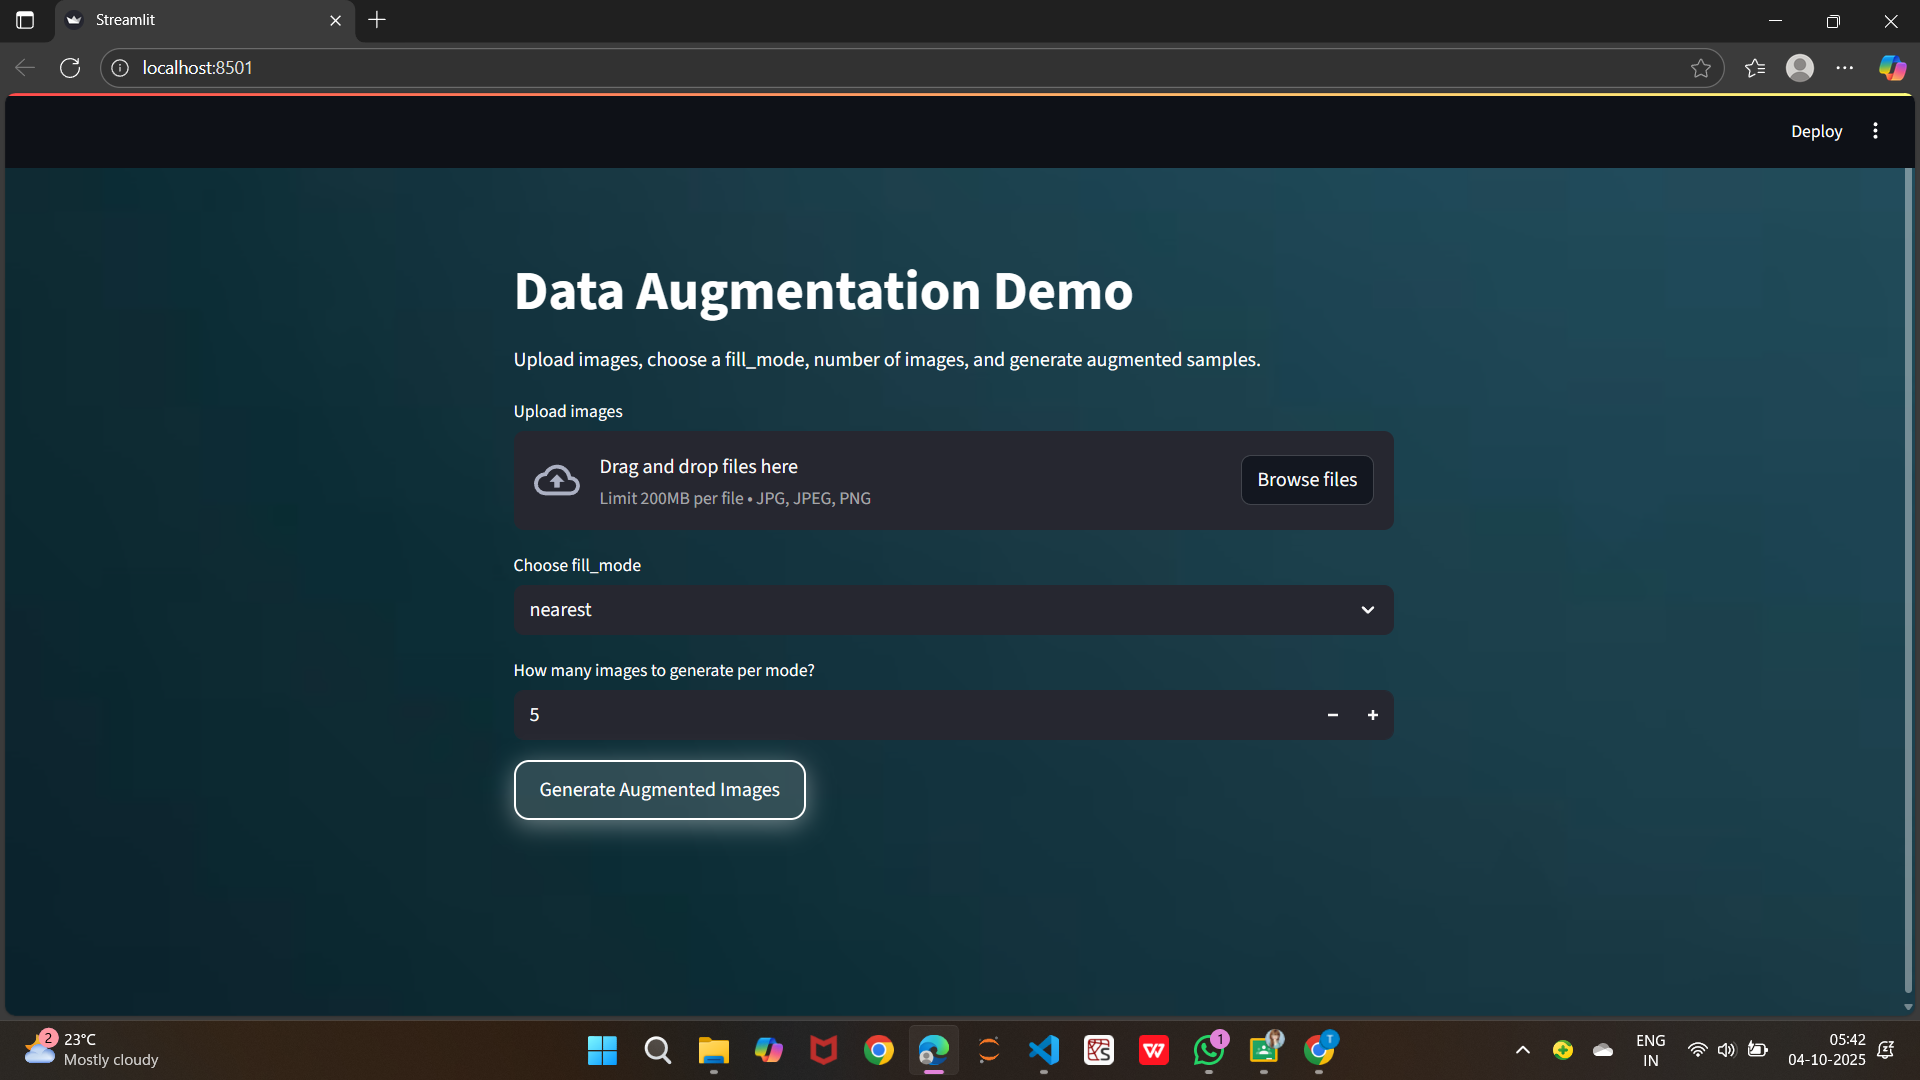 Streamlit
localhost:8501
Deploy
Data Augmentation Demo
Upload images, choose a fill_mode, number of images, and generate augmented samples.
Upload images
Drag and drop files here
Limit 200MB per file • JPG, JPEG, PNG
Browse files
Choose fill_mode
nearest
How many images to generate per mode?
5
Generate Augmented Images
2
23°C
Mostly cloudy
W
1
T
ENG
IN
05:42
04-10-2025